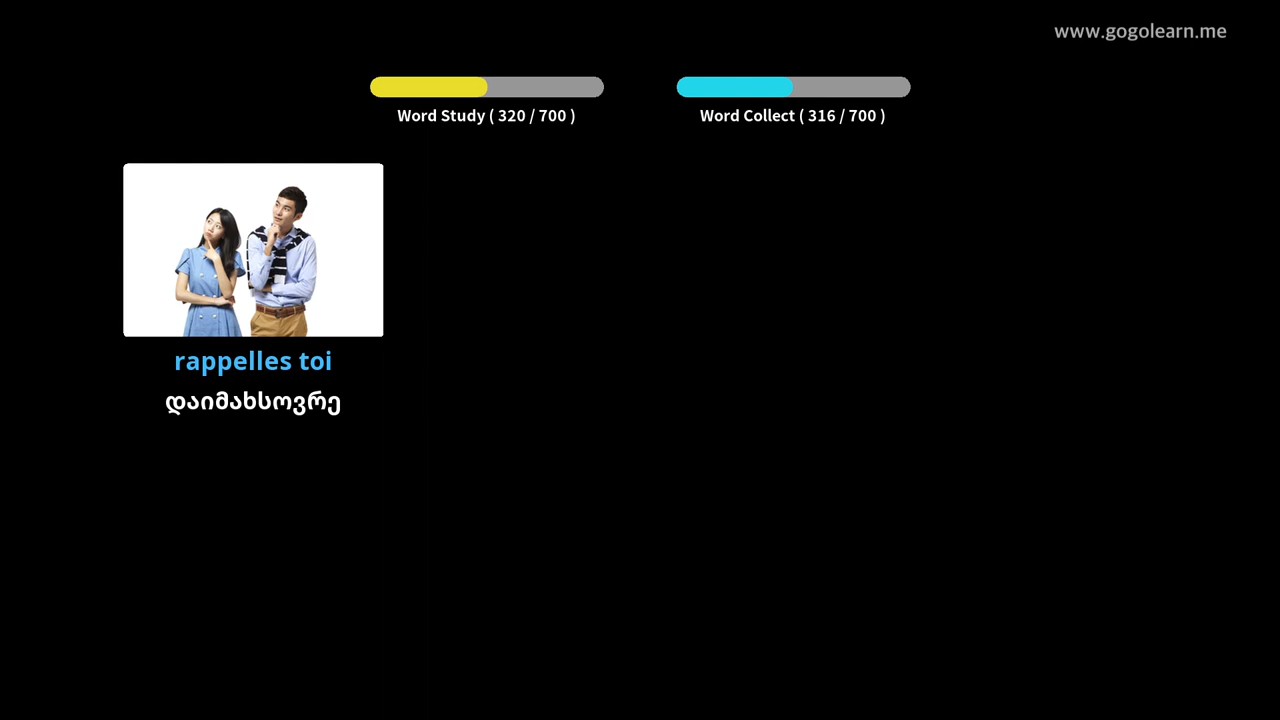 www.gogolearn.me
Word Study ( 320 / 700 )
Word Collect ( 316 / 700 )
rappelles toi
დაიმახსოვრე